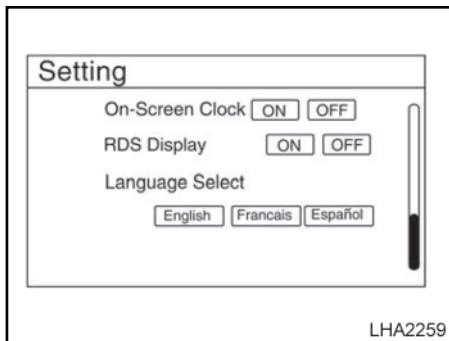 Setting
On-Screen Clock ON OFF
RDS Display ON OFF
Language Select
English Francais Español
LHA2259